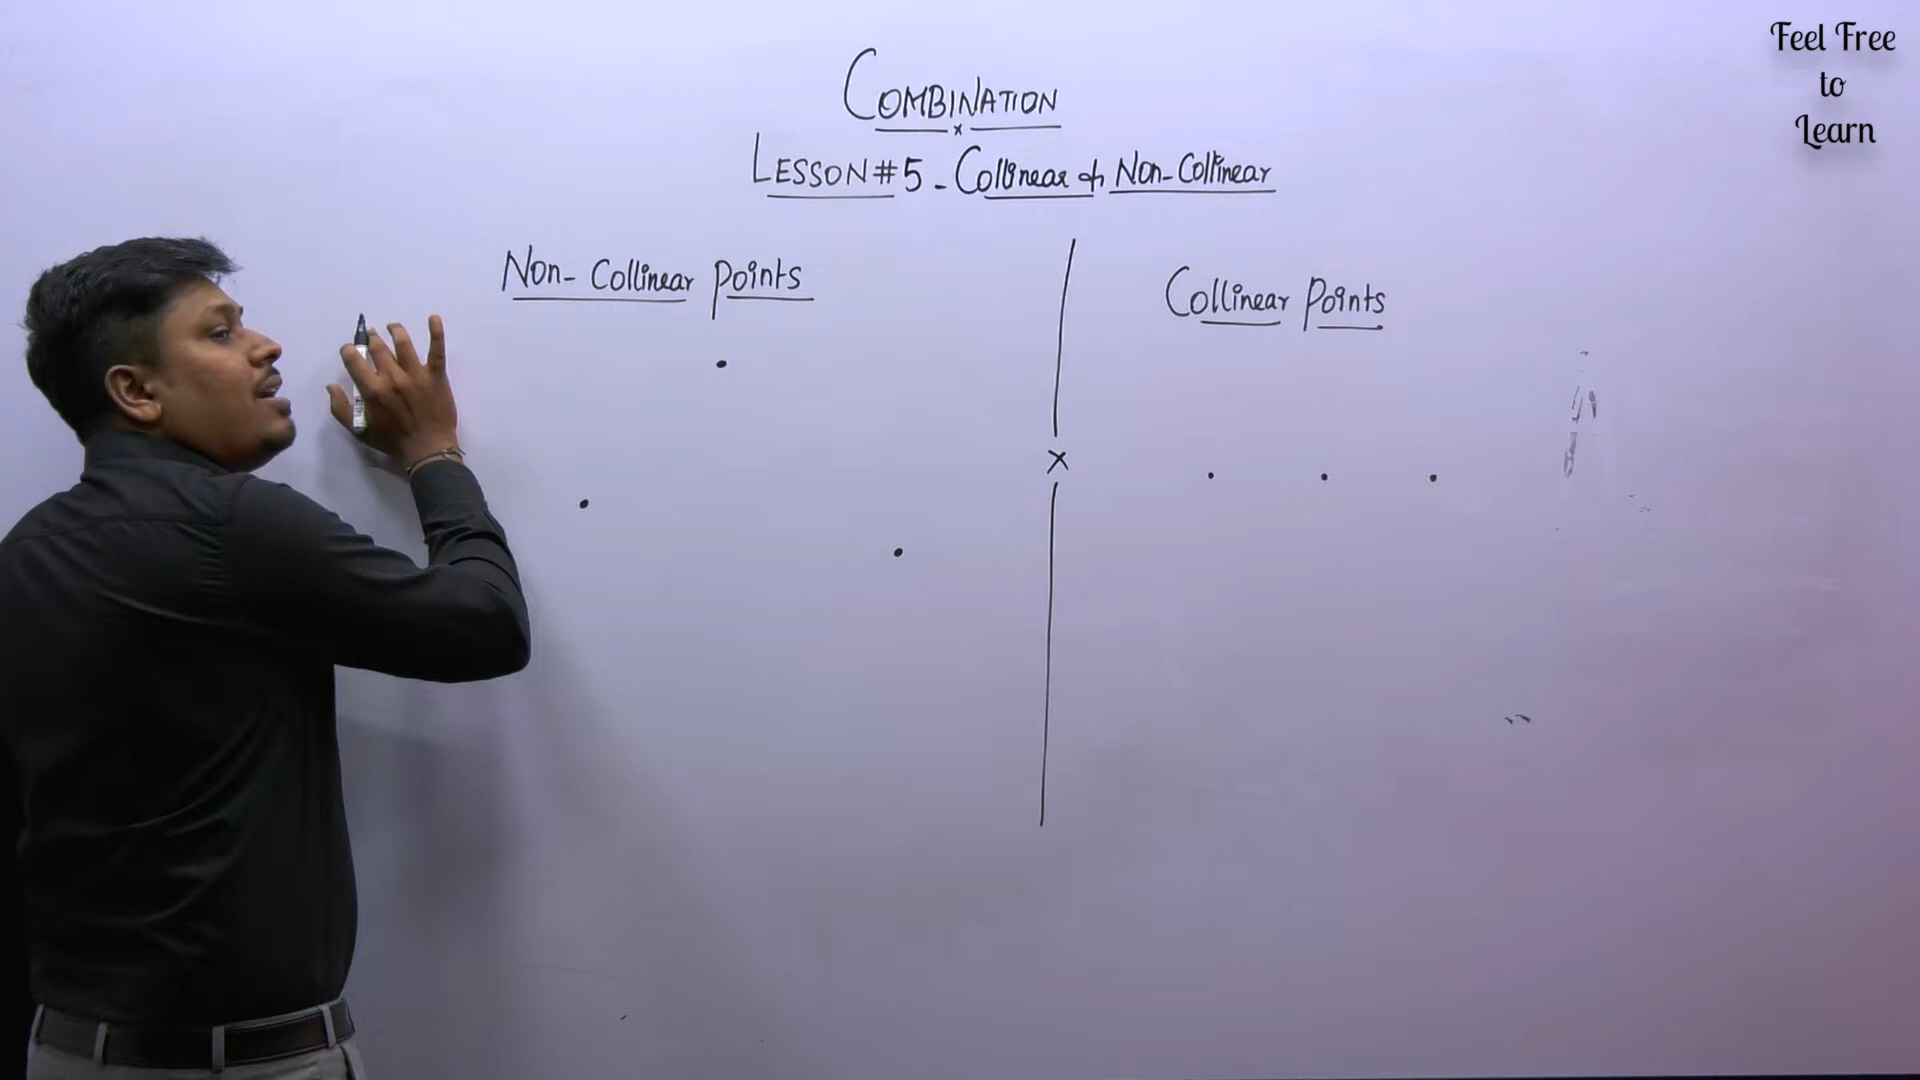 COMBINATION
LESSON #5 - Collinear & Non-Collinear
Non-Collinear Points
Collinear Points
Feel Free
to
Learn